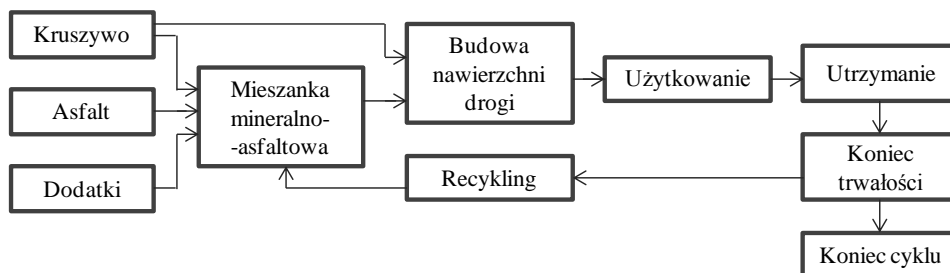 Kruszywo
Asfalt
Dodatki
Mieszanka
mineralno-
-asfaltowa
Budowa
nawierzchni
drogi
Użytkowanie
Utrzymanie
Koniec
trwałości
Recykling
Koniec cyklu